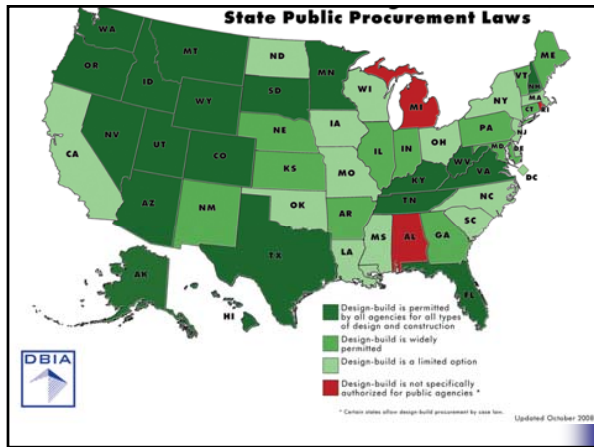 State Public Procurement Laws
WA
MT
ND
MN
ME
VT
NH
OR
ID
SD
WI
MI
NY
MA
CT
RI
WY
IA
PA
NJ
NE
NV
UT
CO
IL
IN
OH
MD
DE
DC
CA
KS
MO
KY
WV
VA
AZ
NM
OK
AR
TN
NC
SC
TX
LA
MS
AL
GA
FL
AK
HI
Design-build is permitted
by all agencies for all types
of design and construction
Design-build is widely
permitted
Design-build is a limited option
Design-build is not specifically
authorized for public agencies *
* Certain states allow design-build procurement by case law.
Updated October 2008
DBIA